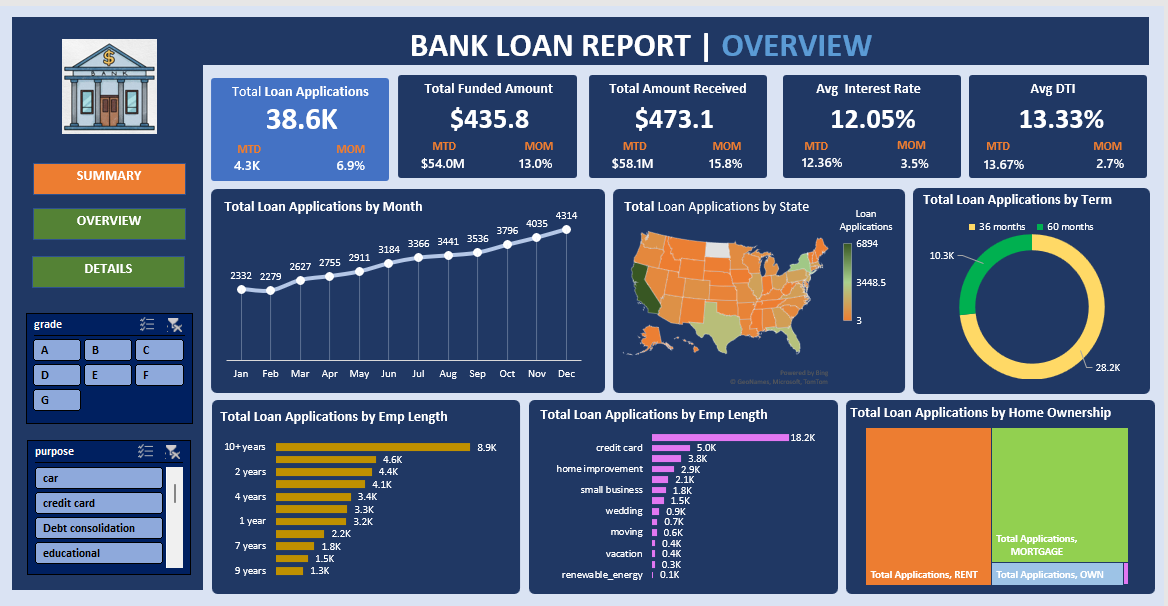 BANK LOAN REPORT | OVERVIEW
$
BANK
SUMMARY
OVERVIEW
DETAILS
grade
A B C
D E F
G
purpose
car
credit card
Debt consolidation
educational
Total Loan Applications
38.6K
MTD MOM
4.3K 6.9%
Total Funded Amount
$435.8
MTD MOM
$54.0M 13.0%
Total Amount Received
$473.1
MTD MOM
$58.1M 15.8%
Avg Interest Rate
12.05%
MTD MOM
12.36% 3.5%
Avg DTI
13.33%
MTD MOM
13.67% 2.7%
Total Loan Applications by Month
2332 2279 2627 2755 2911 3184 3366 3441 3536 3796 4035 4314
Jan Feb Mar Apr May Jun Jul Aug Sep Oct Nov Dec
Total Loan Applications by State
Loan
Applications
6894
3448.5
3
Powered by Bing
© GeoNames, Microsoft, TomTom
Total Loan Applications by Term
36 months 60 months
10.3K
28.2K
Total Loan Applications by Emp Length
10+ years 8.9K
4.6K
2 years 4.4K
4.1K
4 years 3.4K
3.3K
1 year 3.2K
2.2K
7 years 1.8K
1.5K
9 years 1.3K
Total Loan Applications by Emp Length
18.2K
credit card 5.0K
3.8K
home improvement 2.9K
2.1K
small business 1.8K
1.5K
wedding 0.9K
0.7K
moving 0.6K
0.4K
vacation 0.4K
0.3K
renewable_energy 0.1K
Total Loan Applications by Home Ownership
Total Applications, RENT
Total Applications,
MORTGAGE
Total Applications, OWN